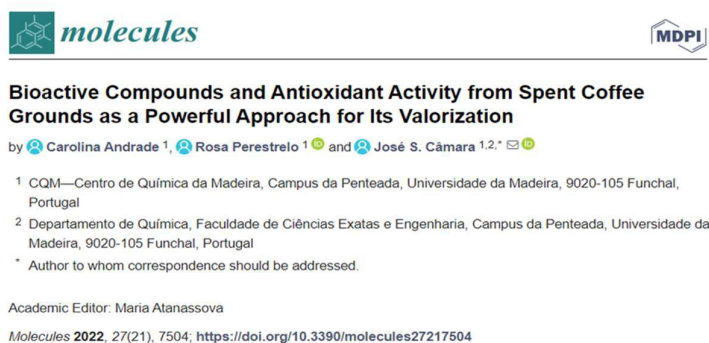 molecules
MDPI
Bioactive Compounds and Antioxidant Activity from Spent Coffee
Grounds as a Powerful Approach for Its Valorization
by Carolina Andrade 1, Rosa Perestrelo 1 iD and José S. Câmara 1,2,* iD
1 CQM—Centro de Química da Madeira, Campus da Penteada, Universidade da Madeira, 9020-105 Funchal,
Portugal
2 Departamento de Química, Faculdade de Ciências Exatas e Engenharia, Campus da Penteada, Universidade da
Madeira, 9020-105 Funchal, Portugal
* Author to whom correspondence should be addressed.
Academic Editor: Maria Atanassova
Molecules 2022, 27(21), 7504; https://doi.org/10.3390/molecules27217504